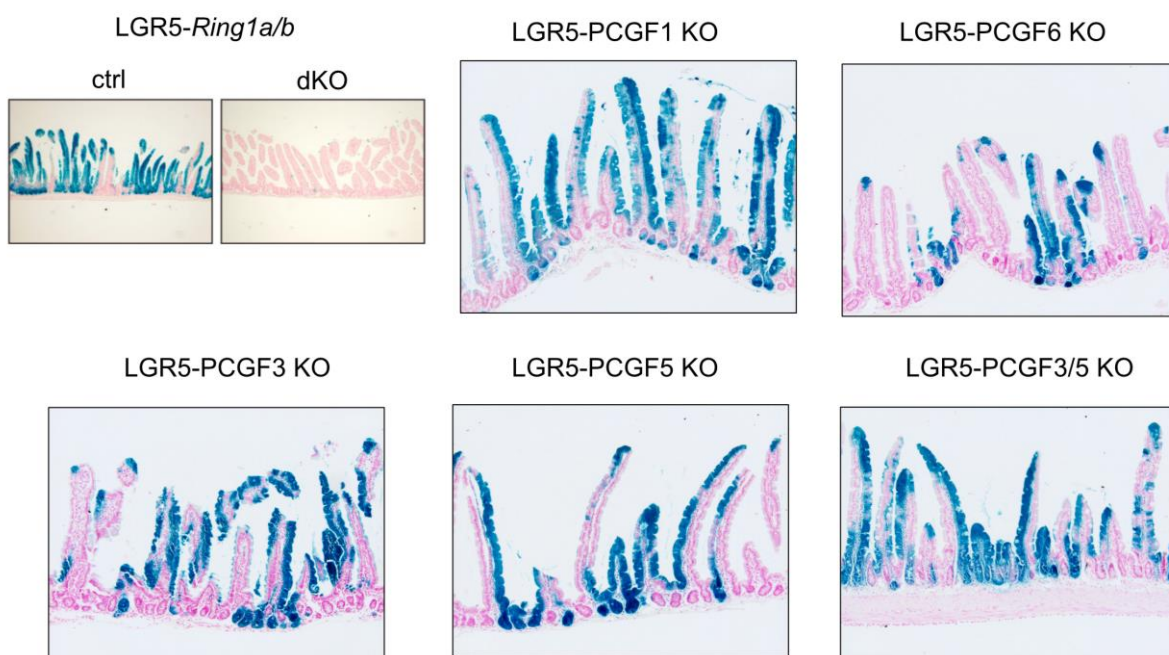 LGR5-Ring1a/b
ctrl
dKO
LGR5-PCGF1 KO
LGR5-PCGF6 KO
LGR5-PCGF3 KO
LGR5-PCGF5 KO
LGR5-PCGF3/5 KO